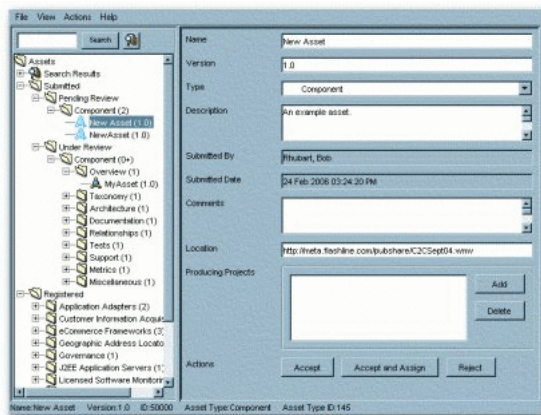 File View Actions Help
Search
Assets
Search Results
Submitted
Pending Review
Component (2)
New Asset (1.0)
NewAsset (1.0)
Under Review
Component (0+)
Overview (1)
MyAsset (1.0)
Taxonomy (1)
Architecture (1)
Documentation (1)
Relationships (1)
Tests (1)
Support (1)
Metrics (1)
Miscellaneous (1)
Registered
Application Adapters (2)
Customer Information Acquis
eCommerce Frameworks (3)
Geographic Address Locato
Governance (1)
J2EE Application Servers (1)
Licensed Software Monitorin
Name New Asset
Version 1.0
Type Component
Description An example asset.
Submitted By Rhubart, Bob
Submitted Date 24 Feb 2006 03:24:20 PM
Comments
Location http://meta.flashline.com/pubshare/C2CSept04.wmv
Producing Projects
Add
Delete
Actions Accept Accept and Assign Reject
Name:New Asset Version:1.0 ID:50000 Asset Type:Component Asset Type ID:145